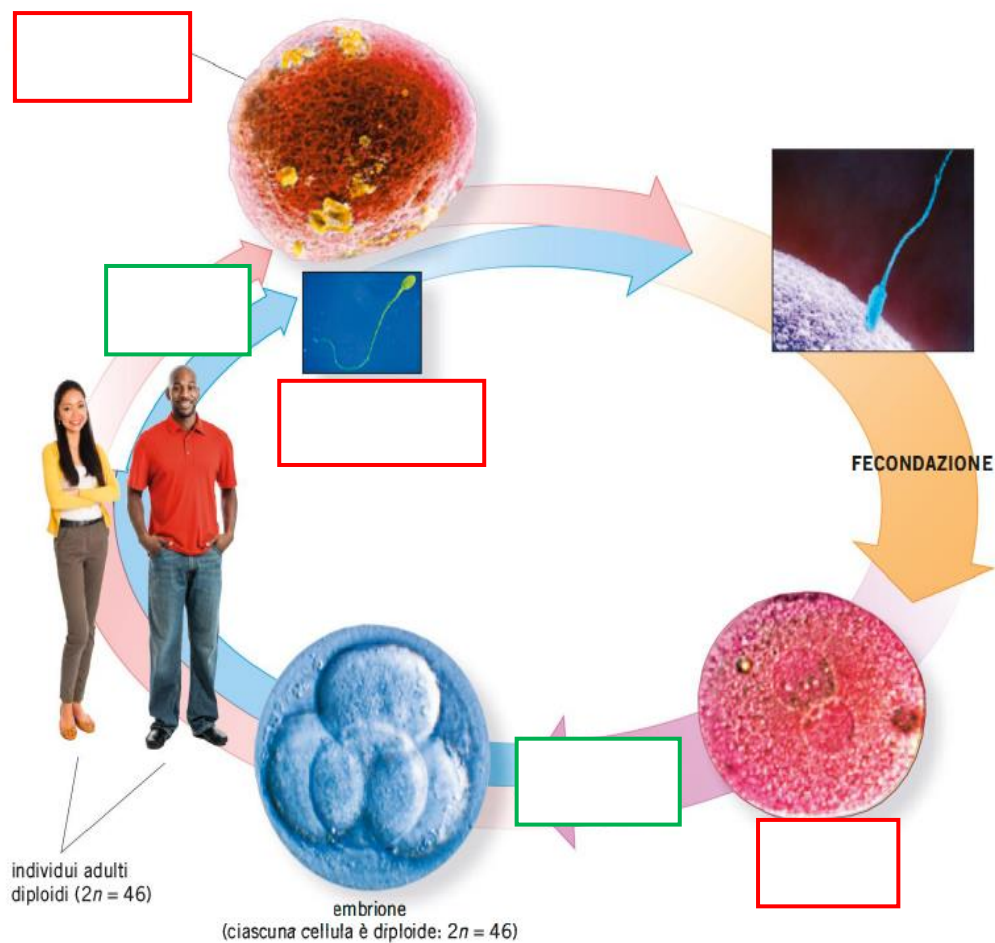 FECONDAZIONE
individui adulti
diploidi (2n = 46)
embrione
(ciascuna cellula è diploide: 2n = 46)